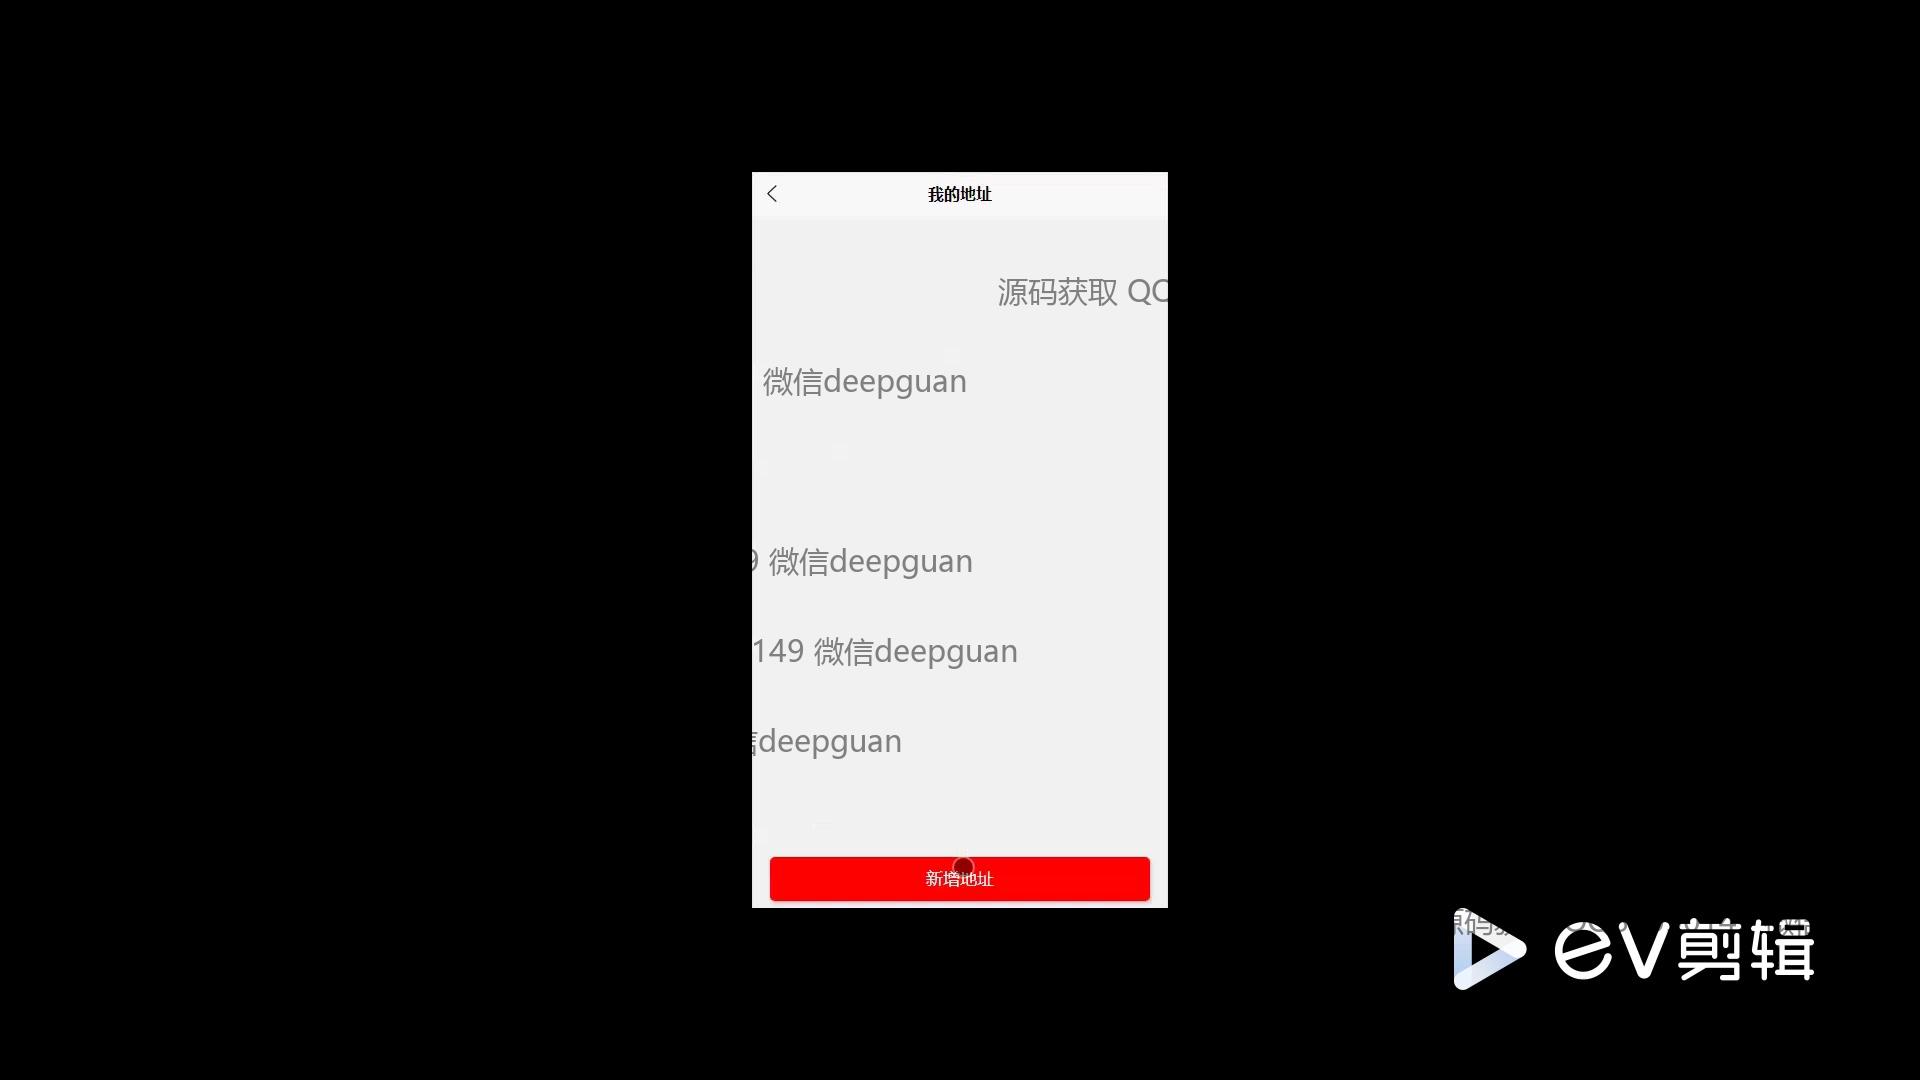 我的地址
源码获取 QQ
微信deepguan
9 微信deepguan
149 微信deepguan
信deepguan
新增地址
ev剪辑